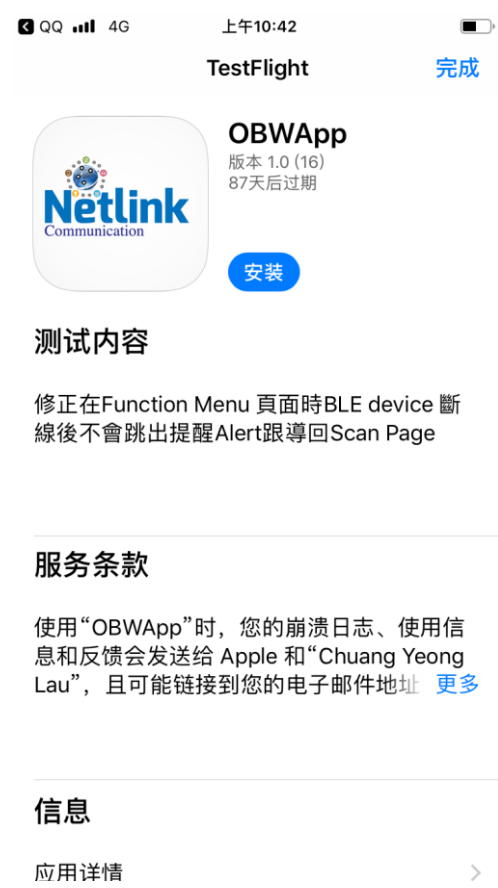 QQ 4G 上午10:42
TestFlight 完成
OBWApp
版本 1.0 (16)
87天后过期
Netlink
Communication
安装
测试内容
修正在Function Menu 頁面時BLE device 斷
線後不會跳出提醒Alert跟導回Scan Page
服务条款
使用“OBWApp”时，您的崩溃日志、使用信
息和反馈会发送给 Apple 和“Chuang Yeong
Lau”，且可能链接到您的电子邮件地址 更多
信息
应用详情